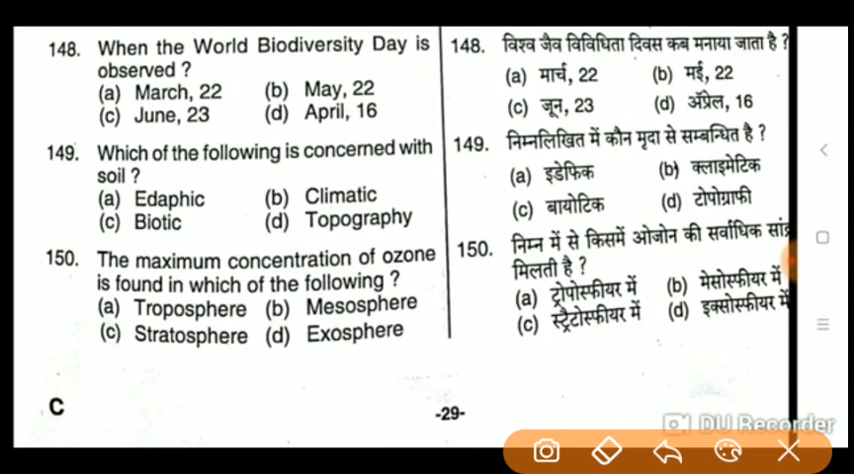 148. When the World Biodiversity Day is
observed ?
(a) March, 22 (b) May, 22
(c) June, 23 (d) April, 16
149. Which of the following is concerned with
soil ?
(a) Edaphic (b) Climatic
(c) Biotic (d) Topography
150. The maximum concentration of ozone
is found in which of the following ?
(a) Troposphere (b) Mesosphere
(c) Stratosphere (d) Exosphere
148. विश्व जैव विविधिता दिवस कब मनाया जाता है ?
(a) मार्च, 22 (b) मई, 22
(c) जून, 23 (d) अ‍ॅप्रेल, 16
149. निम्नलिखित में कौन मृदा से सम्बन्धित है ?
(a) इडेफिक (b) क्लाइमेटिक
(c) बायोटिक (d) टोपोग्राफी
150. निम्न में से किसमें ओजोन की सर्वाधिक
मिलती है ?
(a) ट्रोपोस्फीयर में (b) मेसोस्फीयर में
(c) स्ट्रैटोस्फीयर में (d) इक्सोस्फीयर में
C
-29-
DU Recorder